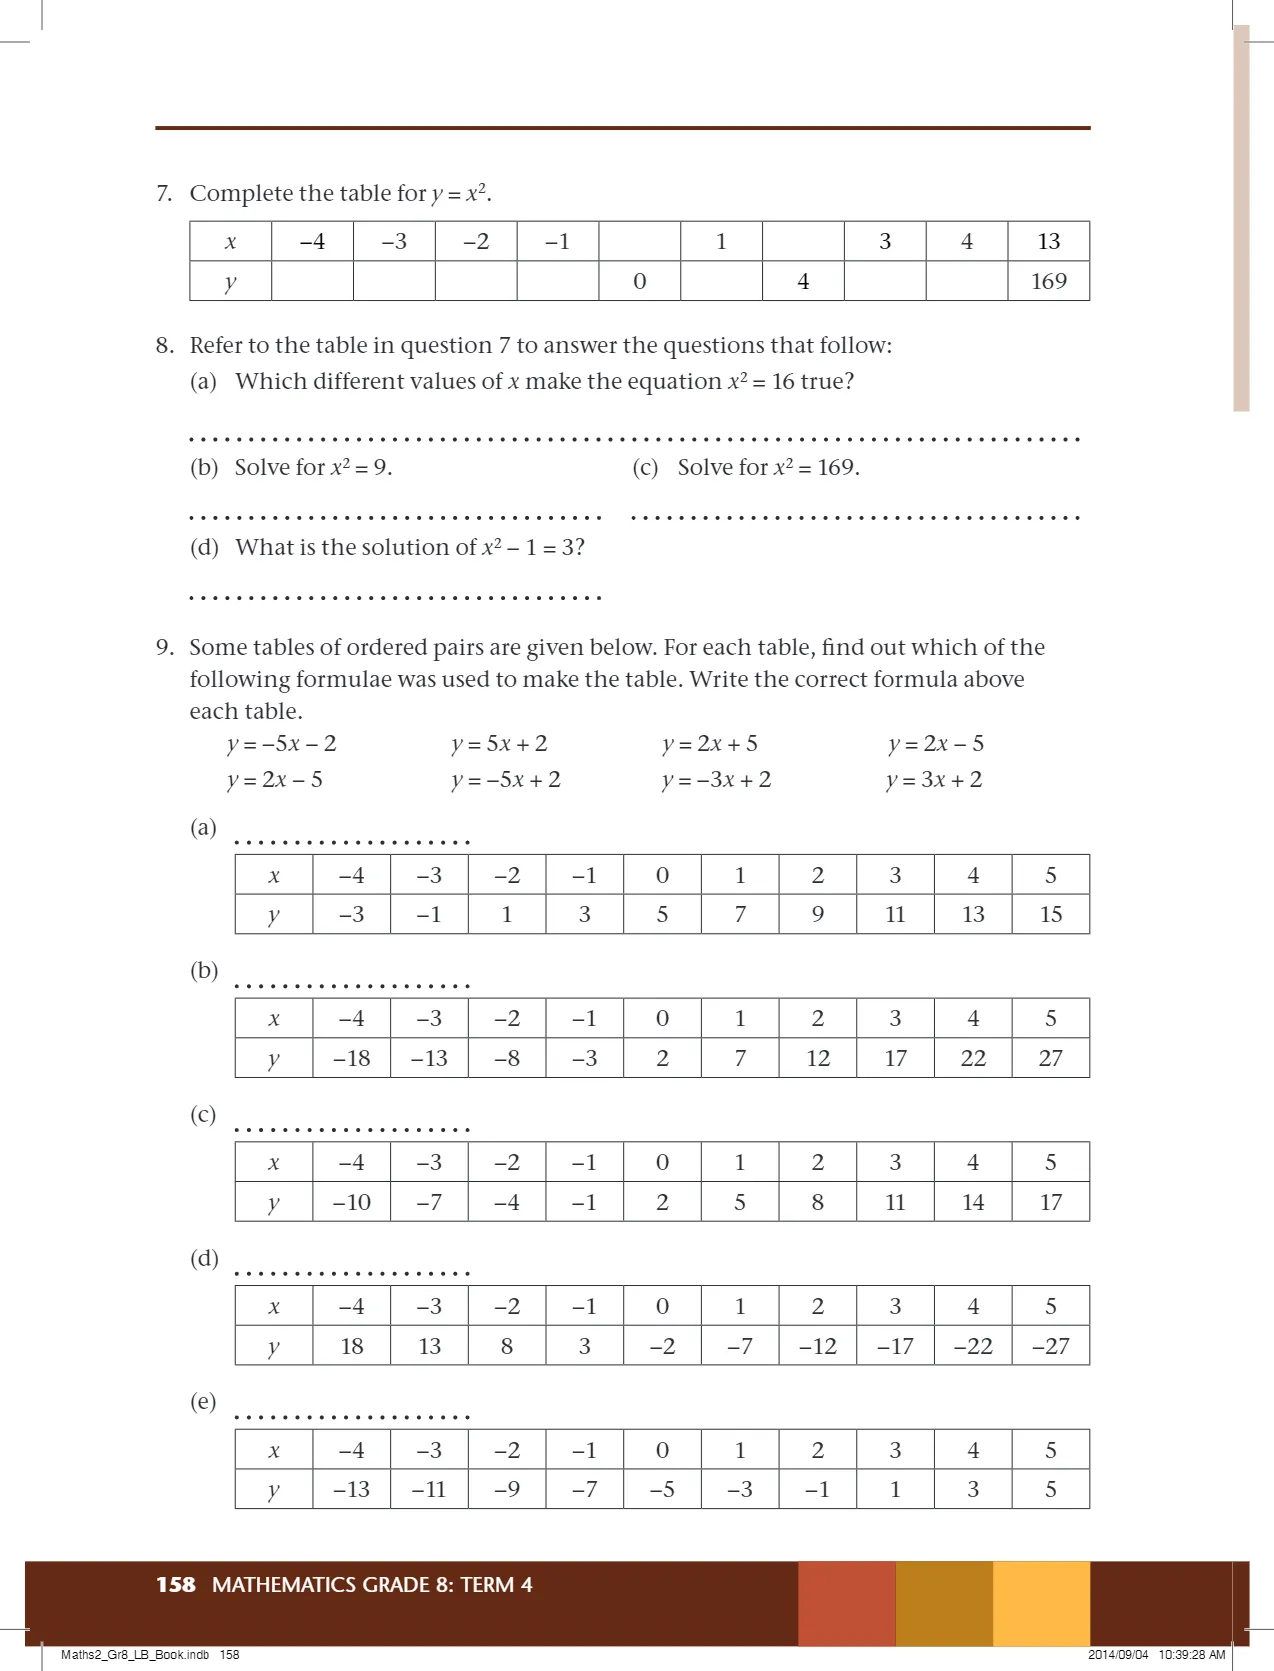 7. Complete the table for y = x².
x –4 –3 –2 –1 1 3 4 13
y 0 4 169
8. Refer to the table in question 7 to answer the questions that follow:
(a) Which different values of x make the equation x² = 16 true?
(b) Solve for x² = 9. (c) Solve for x² = 169.
(d) What is the solution of x² – 1 = 3?
9. Some tables of ordered pairs are given below. For each table, find out which of the
following formulae was used to make the table. Write the correct formula above
each table.
y = –5x – 2 y = 5x + 2 y = 2x + 5 y = 2x – 5
y = 2x – 5 y = –5x + 2 y = –3x + 2 y = 3x + 2
(a)
x –4 –3 –2 –1 0 1 2 3 4 5
y –3 –1 1 3 5 7 9 11 13 15
(b)
x –4 –3 –2 –1 0 1 2 3 4 5
y –18 –13 –8 –3 2 7 12 17 22 27
(c)
x –4 –3 –2 –1 0 1 2 3 4 5
y –10 –7 –4 –1 2 5 8 11 14 17
(d)
x –4 –3 –2 –1 0 1 2 3 4 5
y 18 13 8 3 –2 –7 –12 –17 –22 –27
(e)
x –4 –3 –2 –1 0 1 2 3 4 5
y –13 –11 –9 –7 –5 –3 –1 1 3 5
158 MATHEMATICS GRADE 8: TERM 4
Maths2_Gr8_LB_Book.indb 158 2014/09/04 10:39:28 AM